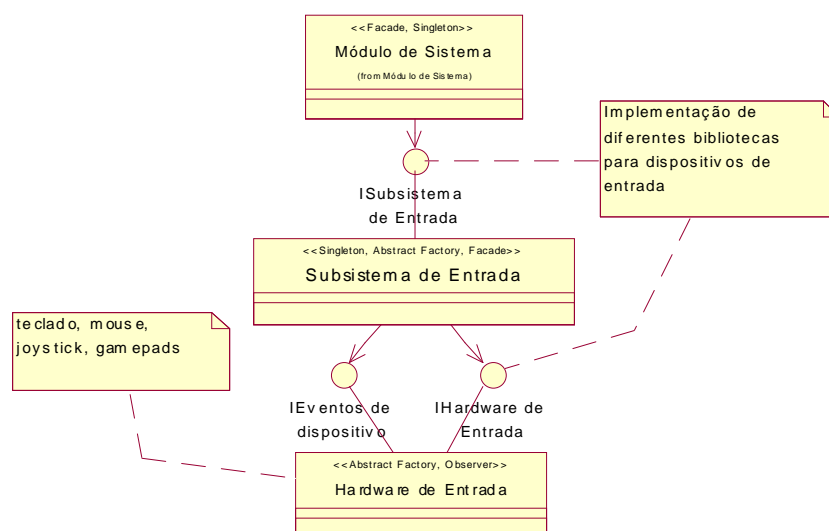 <<Facade, Singleton>>
Módulo de Sistema
(from Módulo de Sistema)
Implementação de
diferentes bibliotecas
para dispositivos de
entrada
ISubsistema
de Entrada
<<Singleton, Abstract Factory, Facade>>
Subsistema de Entrada
teclado, mouse,
joystick, gamepads
IEventos de
dispositivo
IHardware de
Entrada
<<Abstract Factory, Observer>>
Hardware de Entrada